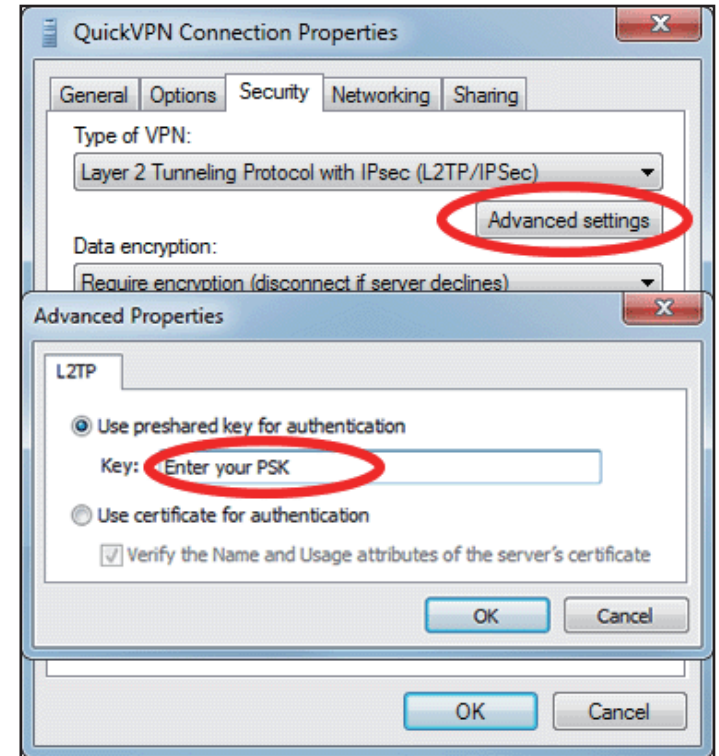 QuickVPN Connection Properties
General Options Security Networking Sharing
Type of VPN:
Layer 2 Tunneling Protocol with IPsec (L2TP/IPSec)
Advanced settings
Data encryption:
Require encryption (disconnect if server declines)
Advanced Properties
L2TP
Use preshared key for authentication
Key: Enter your PSK
Use certificate for authentication
Verify the Name and Usage attributes of the server's certificate
OK Cancel
OK Cancel